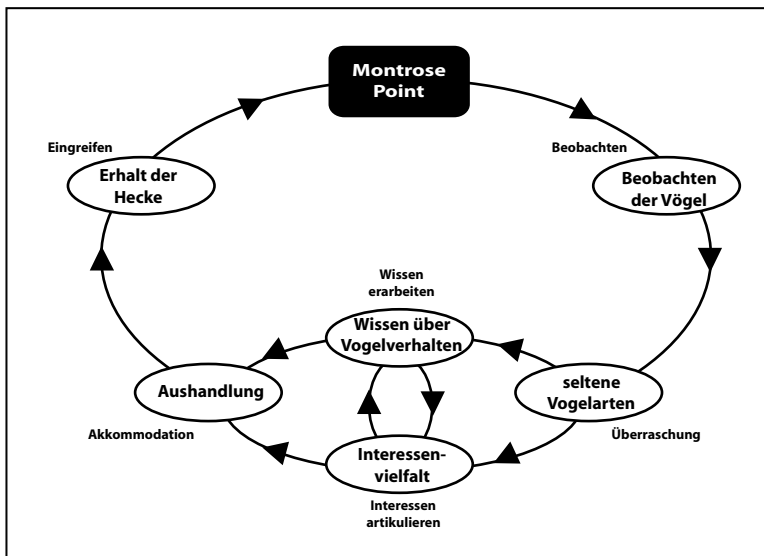 Montrose
Point
Eingreifen
Erhalt der
Hecke
Beobachten
Beobachten
der Vögel
Wissen
erarbeiten
Wissen über
Vogelverhalten
Aushandlung
Akkommodation
seltene
Vogelarten
Überraschung
Interessen-
vielfalt
Interessen
artikulieren